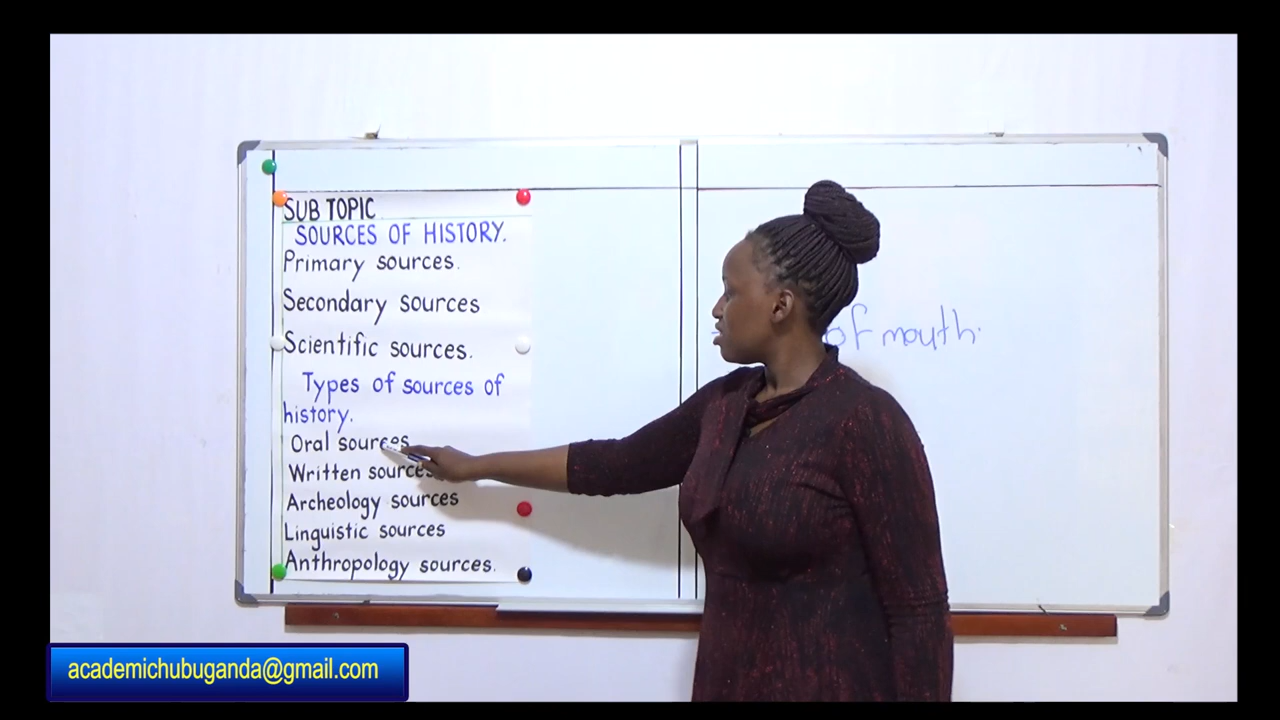 SUB TOPIC
SOURCES OF HISTORY.
Primary sources.
Secondary sources
Scientific sources.
Types of sources of
history.
Oral sources
Written sources
Archeology sources
Linguistic sources
Anthropology sources.
of mouth.
academichubuganda@gmail.com